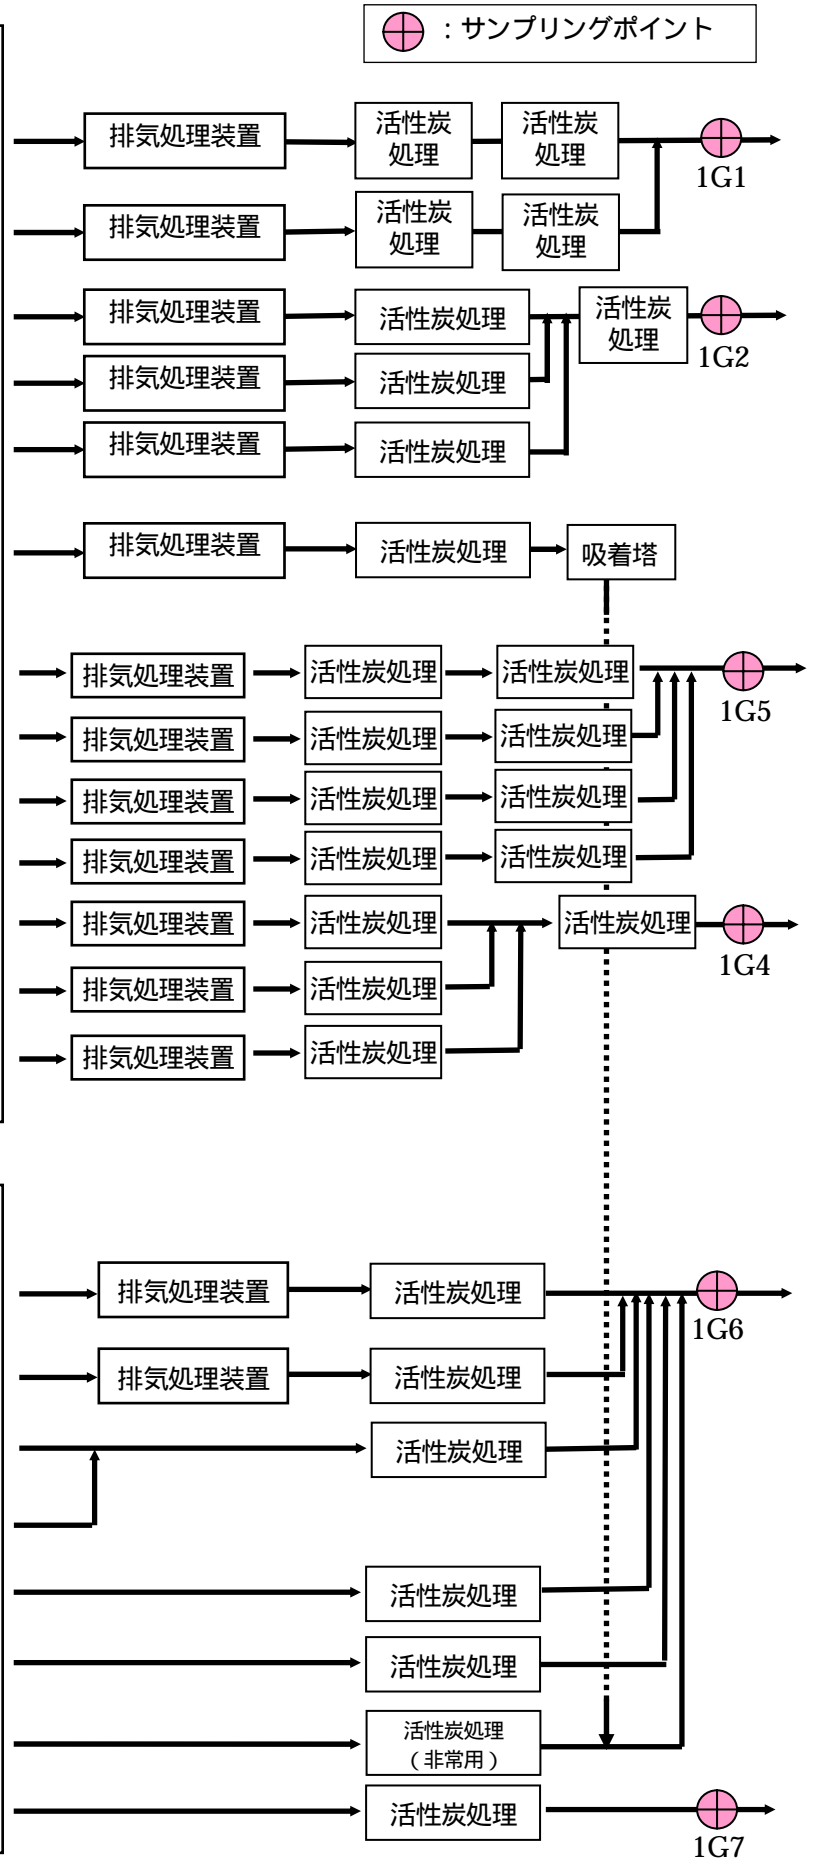 ：サンプリングポイント
排気処理装置
活性炭
処理
活性炭
処理
1G1
排気処理装置
活性炭
処理
活性炭
処理
排気処理装置
活性炭処理
活性炭
処理
1G2
排気処理装置
活性炭処理
排気処理装置
活性炭処理
排気処理装置
活性炭処理
吸着塔
排気処理装置
活性炭処理
活性炭処理
1G5
排気処理装置
活性炭処理
活性炭処理
排気処理装置
活性炭処理
活性炭処理
排気処理装置
活性炭処理
活性炭処理
排気処理装置
活性炭処理
活性炭処理
1G4
排気処理装置
活性炭処理
排気処理装置
活性炭処理
排気処理装置
活性炭処理
1G6
排気処理装置
活性炭処理
活性炭処理
活性炭処理
活性炭処理
活性炭処理
（非常用）
活性炭処理
1G7